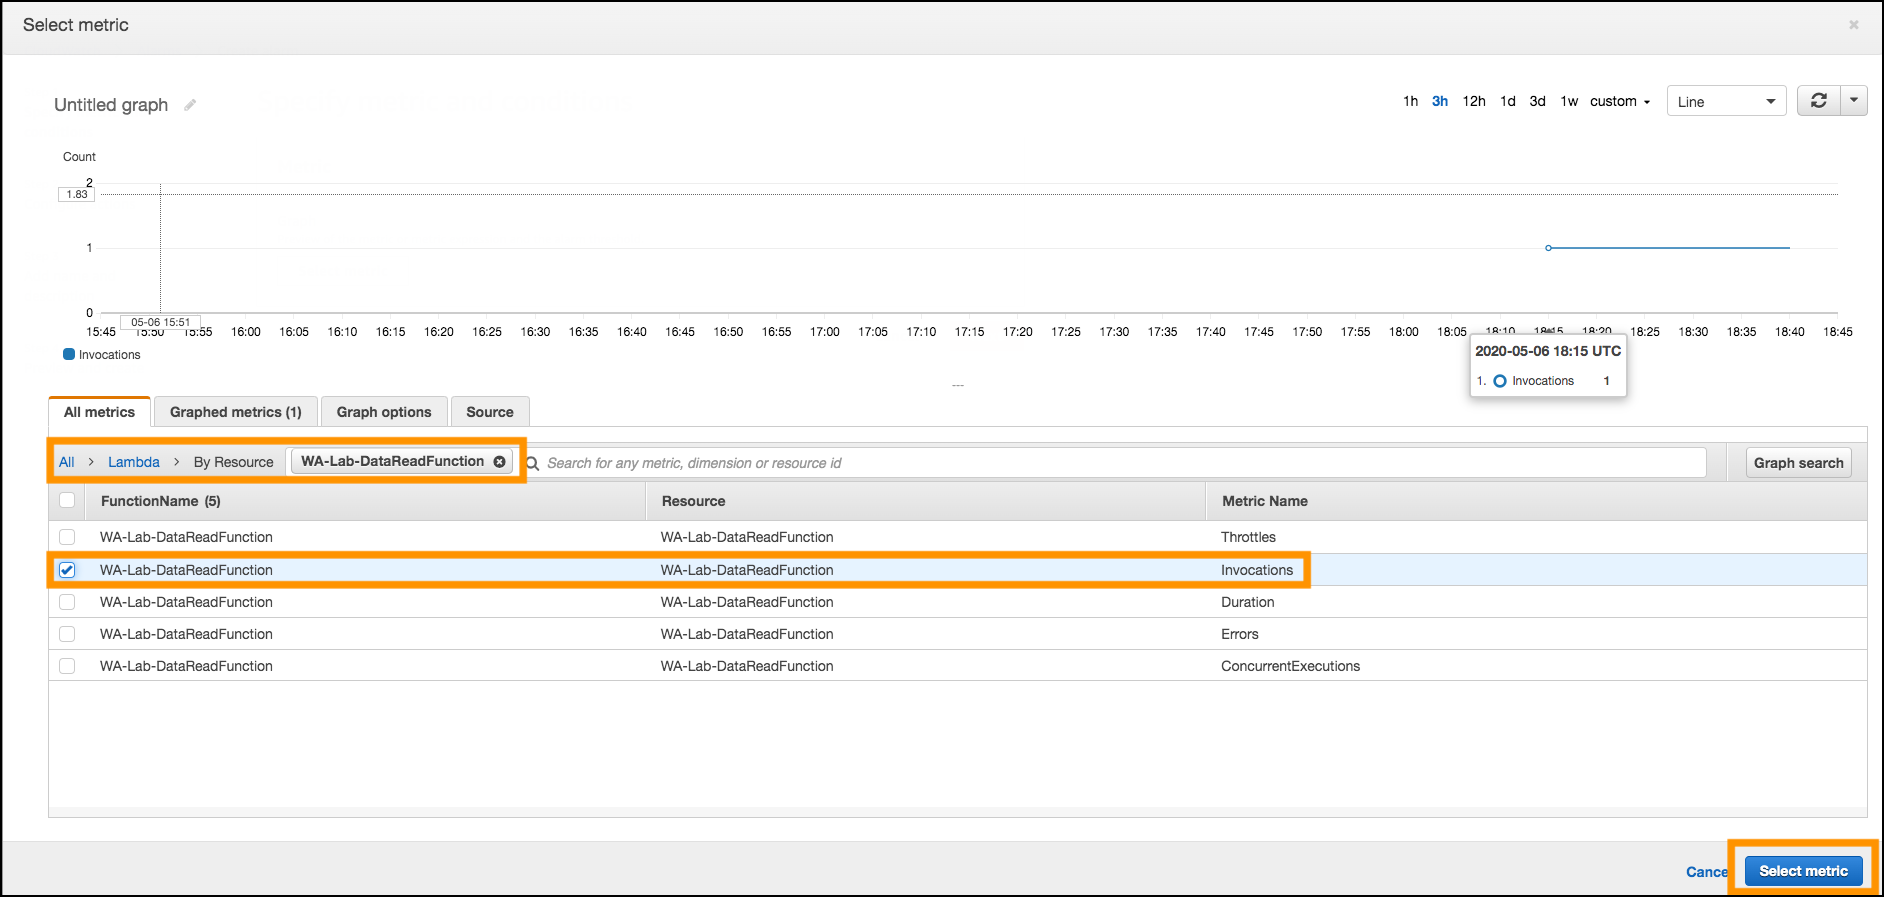 Select metric
Untitled graph
1h 3h 12h 1d 3d 1w custom Line
Count
2
1.83
1
0
05-06 15:51
15:45 15:50 15:55 16:00 16:05 16:10 16:15 16:20 16:25 16:30 16:35 16:40 16:45 16:50 16:55 17:00 17:05 17:10 17:15 17:20 17:25 17:30 17:35 17:40 17:45 17:50 17:55 18:00 18:05 18:10 18:15 18:20 18:25 18:30 18:35 18:40 18:45
Invocations
2020-05-06 18:15 UTC
1. Invocations 1
All metrics Graphed metrics (1) Graph options Source
All > Lambda > By Resource WA-Lab-DataReadFunction Search for any metric, dimension or resource id Graph search
FunctionName (5) Resource Metric Name
WA-Lab-DataReadFunction WA-Lab-DataReadFunction Throttles
WA-Lab-DataReadFunction WA-Lab-DataReadFunction Invocations
WA-Lab-DataReadFunction WA-Lab-DataReadFunction Duration
WA-Lab-DataReadFunction WA-Lab-DataReadFunction Errors
WA-Lab-DataReadFunction WA-Lab-DataReadFunction ConcurrentExecutions
Cance Select metric